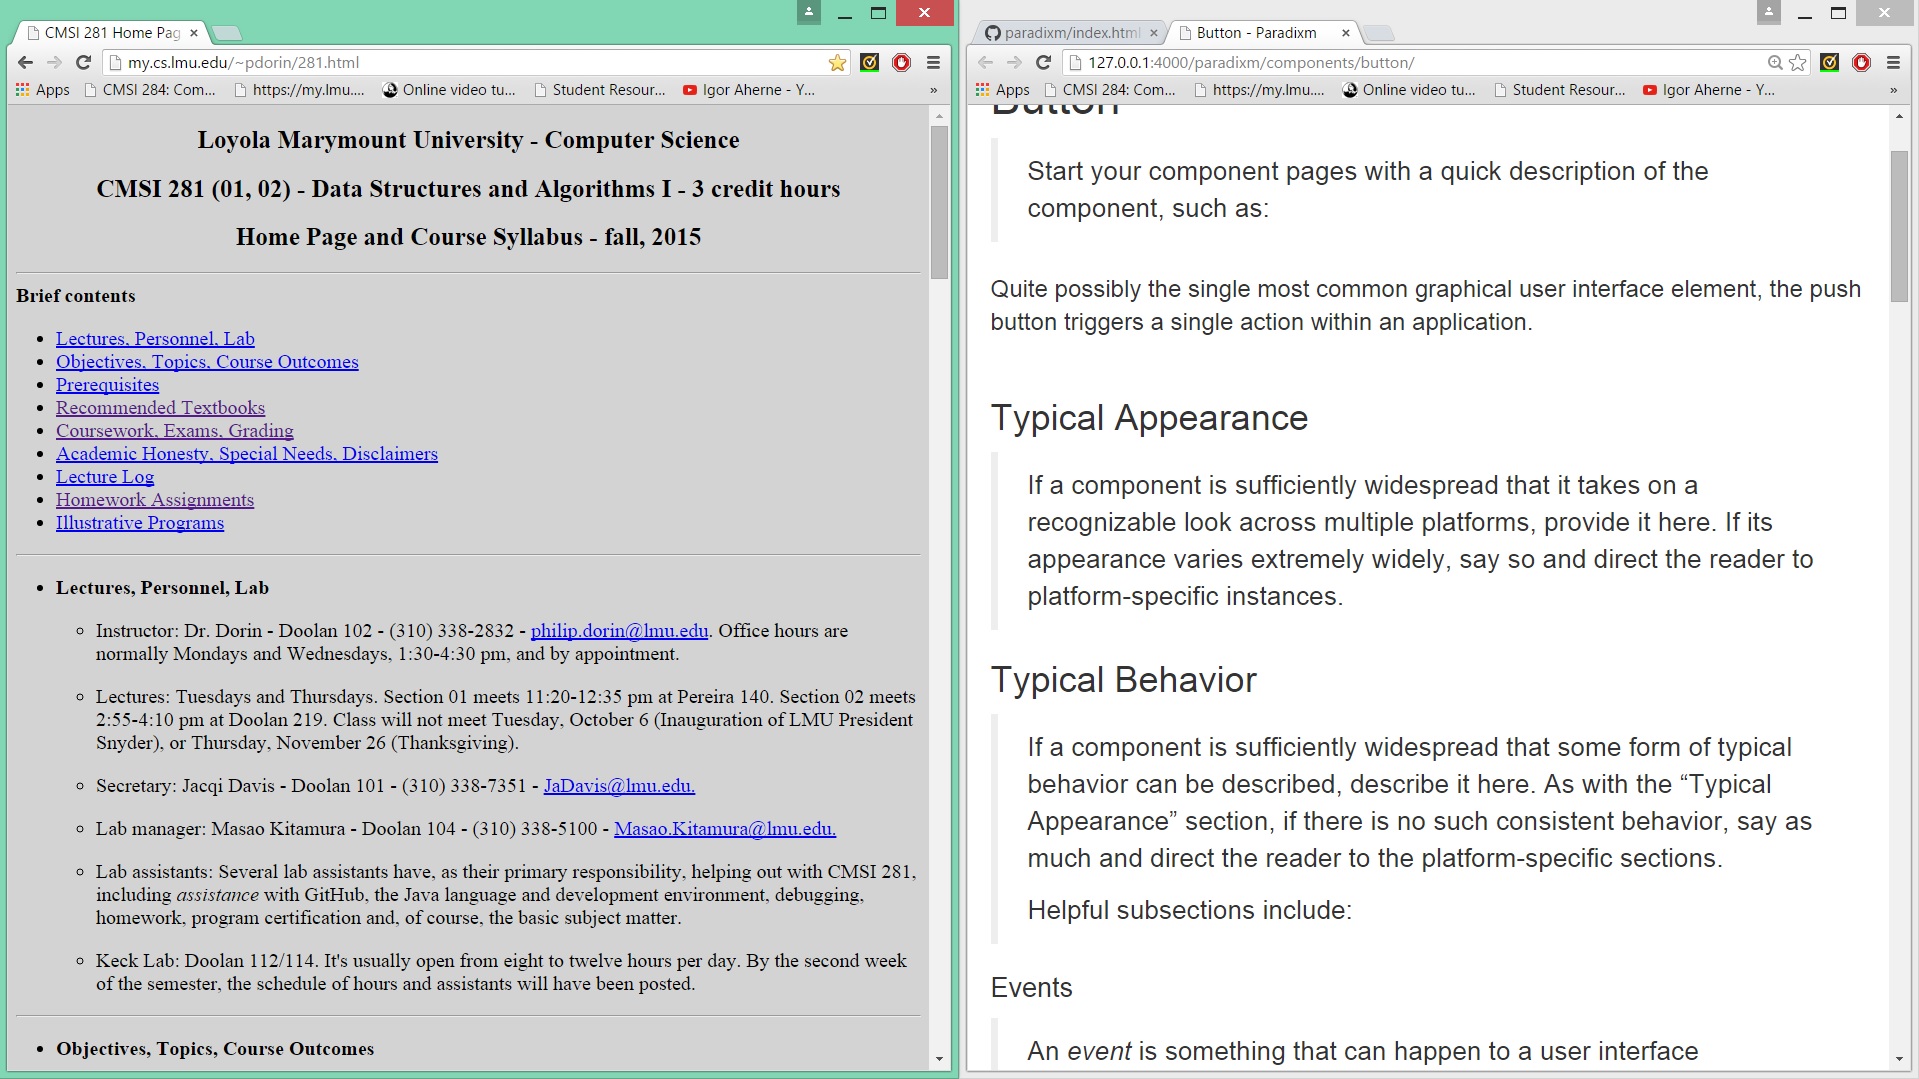 CMSI 281 Home Pag
my.cs.lmu.edu/~pdorin/281.html
Apps
CMSI 284: Com...
https://my.lmu....
Online video tu...
Student Resour...
Igor Aherne - Y...
»
Loyola Marymount University - Computer Science
CMSI 281 (01, 02) - Data Structures and Algorithms I - 3 credit hours
Home Page and Course Syllabus - fall, 2015
Brief contents
• Lectures, Personnel, Lab
• Objectives, Topics, Course Outcomes
• Prerequisites
• Recommended Textbooks
• Coursework, Exams, Grading
• Academic Honesty, Special Needs, Disclaimers
• Lecture Log
• Homework Assignments
• Illustrative Programs
• Lectures, Personnel, Lab
◦ Instructor: Dr. Dorin - Doolan 102 - (310) 338-2832 - philip.dorin@lmu.edu. Office hours are
normally Mondays and Wednesdays, 1:30-4:30 pm, and by appointment.
◦ Lectures: Tuesdays and Thursdays. Section 01 meets 11:20-12:35 pm at Pereira 140. Section 02 meets
2:55-4:10 pm at Doolan 219. Class will not meet Tuesday, October 6 (Inauguration of LMU President
Snyder), or Thursday, November 26 (Thanksgiving).
◦ Secretary: Jacqi Davis - Doolan 101 - (310) 338-7351 - JaDavis@lmu.edu.
◦ Lab manager: Masao Kitamura - Doolan 104 - (310) 338-5100 - Masao.Kitamura@lmu.edu.
◦ Lab assistants: Several lab assistants have, as their primary responsibility, helping out with CMSI 281,
including assistance with GitHub, the Java language and development environment, debugging,
homework, program certification and, of course, the basic subject matter.
◦ Keck Lab: Doolan 112/114. It's usually open from eight to twelve hours per day. By the second week
of the semester, the schedule of hours and assistants will have been posted.
• Objectives, Topics, Course Outcomes
paradixm/index.html
Button - Paradixm
127.0.0.1:4000/paradixm/components/button/
Apps
CMSI 284: Com...
https://my.lmu....
Online video tu...
Student Resour...
Igor Aherne - Y...
»
Button
Start your component pages with a quick description of the
component, such as:
Quite possibly the single most common graphical user interface element, the push
button triggers a single action within an application.
Typical Appearance
If a component is sufficiently widespread that it takes on a
recognizable look across multiple platforms, provide it here. If its
appearance varies extremely widely, say so and direct the reader to
platform-specific instances.
Typical Behavior
If a component is sufficiently widespread that some form of typical
behavior can be described, describe it here. As with the “Typical
Appearance” section, if there is no such consistent behavior, say as
much and direct the reader to the platform-specific sections.
Helpful subsections include:
Events
An event is something that can happen to a user interface